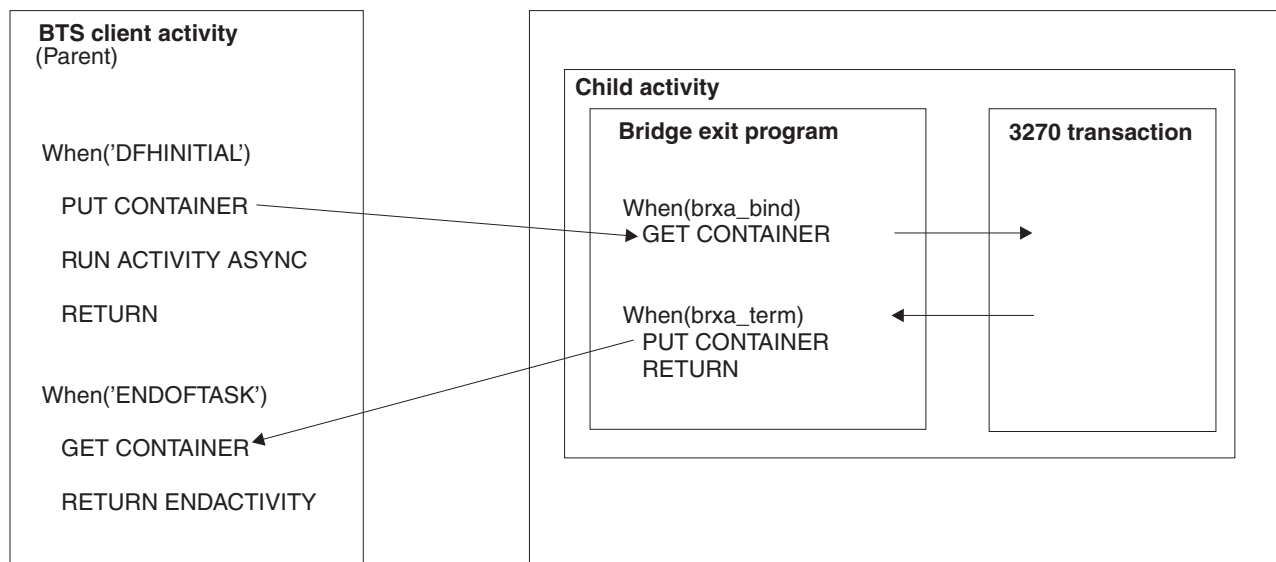 BTS client activity
(Parent)
When('DFHINITIAL')
PUT CONTAINER
RUN ACTIVITY ASYNC
RETURN
When('ENDOFTASK')
GET CONTAINER
RETURN ENDACTIVITY
Child activity
Bridge exit program
When(brxa_bind)
GET CONTAINER
When(brxa_term)
PUT CONTAINER
RETURN
3270 transaction